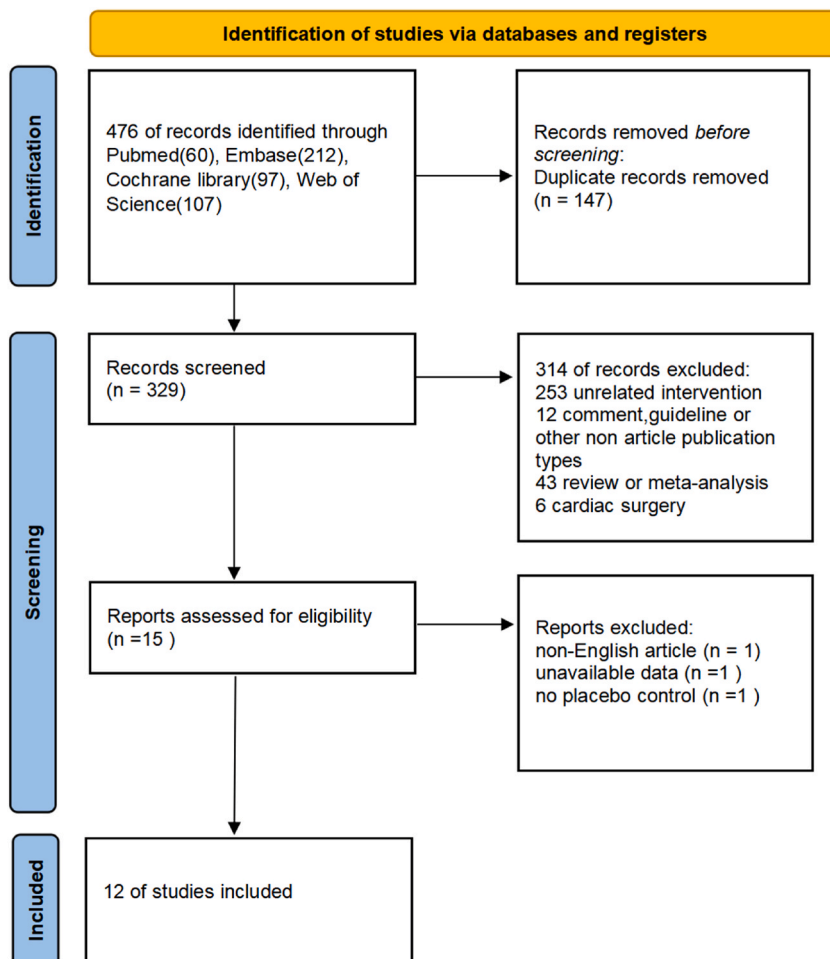 Identification of studies via databases and registers
Identification
476 of records identified through
Pubmed(60), Embase(212),
Cochrane library(97), Web of
Science(107)
Records removed before
screening:
Duplicate records removed
(n = 147)
Screening
Records screened
(n = 329)
314 of records excluded:
253 unrelated intervention
12 comment,guideline or
other non article publication
types
43 review or meta-analysis
6 cardiac surgery
Reports assessed for eligibility
(n =15 )
Reports excluded:
non-English article (n = 1)
unavailable data (n =1 )
no placebo control (n =1 )
Included
12 of studies included